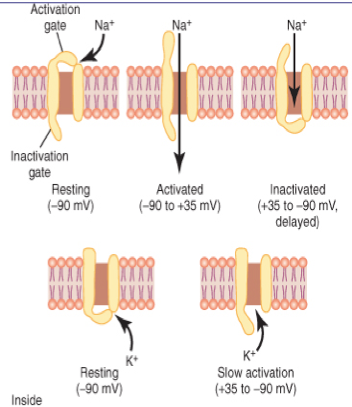 Activation
gate
Na+
Na+
Na+
Inactivation
gate
Resting
(–90 mV)
Activated
(–90 to +35 mV)
Inactivated
(+35 to –90 mV,
delayed)
K+
K+
Resting
(–90 mV)
Slow activation
(+35 to –90 mV)
Inside